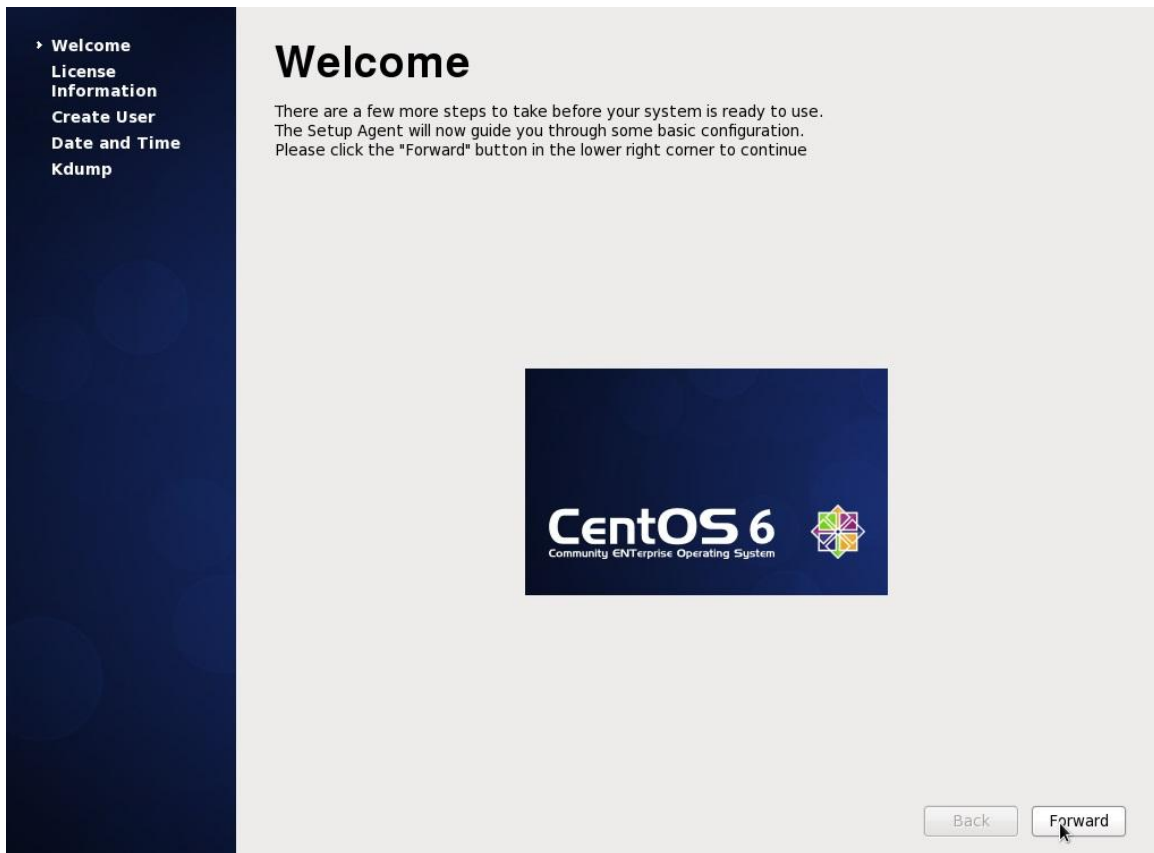 Welcome
License
Information
Create User
Date and Time
Kdump
Welcome
There are a few more steps to take before your system is ready to use.
The Setup Agent will now guide you through some basic configuration.
Please click the "Forward" button in the lower right corner to continue
CentOS 6
Community ENTerprise Operating System
Back
Forward